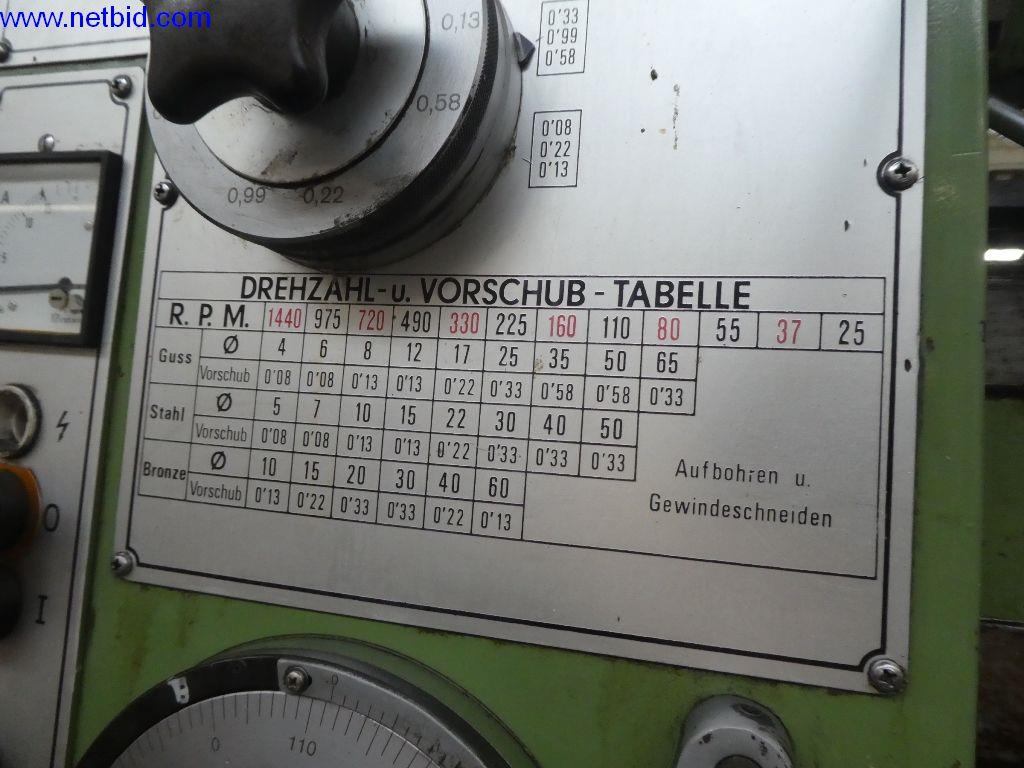 www.netbid.com
0,13
0,58
0,22
0,99
0'33
0'99
0'58
0'08
0'22
0'13
A
10
DREHZAHL- u. VORSCHUB - TABELLE
R. P. M. 1440 975 720 490 330 225 160 110 80 55 37 25
Guss Ø 4 6 8 12 17 25 35 50 65
Vorschub 0'08 0'08 0'13 0'13 0'22 0'33 0'58 0'58 0'33
Stahl Ø 5 7 10 15 22 30 40 50
Vorschub 0'08 0'08 0'13 0'13 0'22 0'33 0'33 0'33
Bronze Ø 10 15 20 30 40 60
Vorschub 0'13 0'22 0'33 0'33 0'22 0'13
Aufbohren u.
Gewindeschneiden
O
I
0
0 110